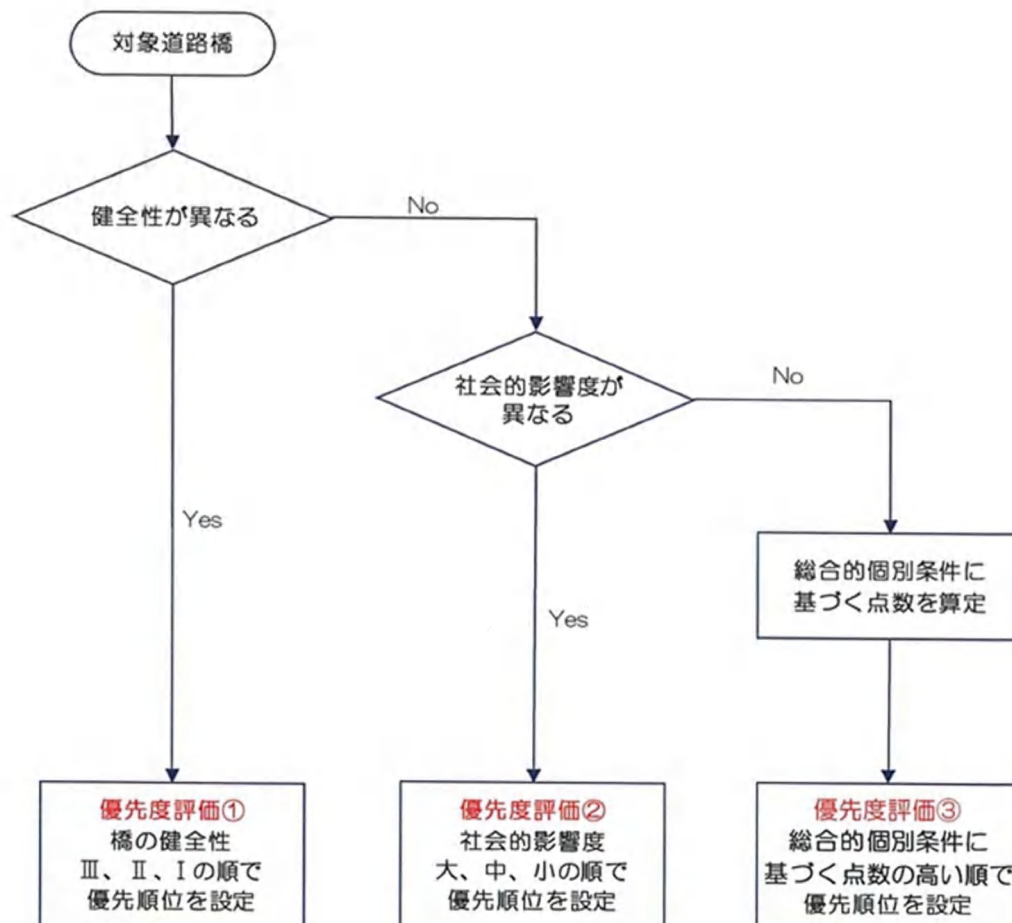 対象道路橋
健全性が異なる
No
社会的影響度が
異なる
No
Yes
Yes
総合的個別条件に
基づく点数を算定
優先度評価①
橋の健全性
Ⅲ、Ⅱ、Ⅰの順で
優先順位を設定
優先度評価②
社会的影響度
大、中、小の順で
優先順位を設定
優先度評価③
総合的個別条件に
基づく点数の高い順で
優先順位を設定